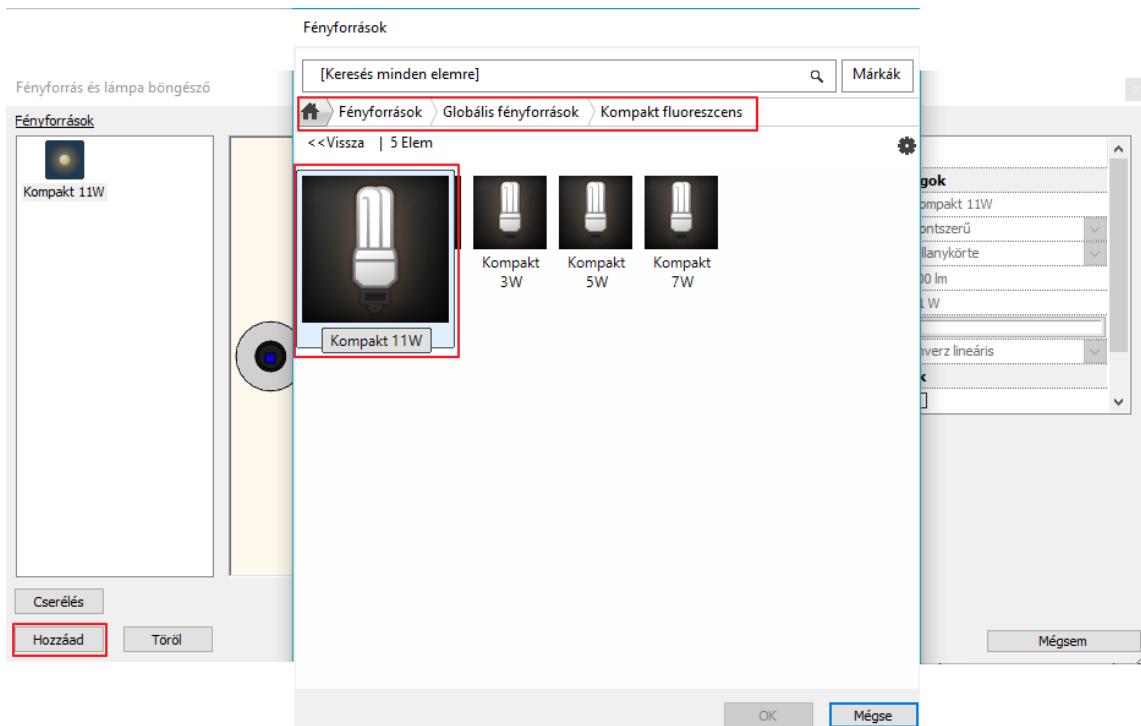 Fényforrások
[Keresés minden elemre]
Márkák
Fényforrás és lámpa böngésző
Fényforrások
Fényforrások Globális fényforrások Kompakt fluoreszcens
<<Vissza | 5 Elem
Kompakt 11W
Kompakt 11W
Kompakt
3W
Kompakt
5W
Kompakt
7W
gok
ompakt 11W
ontszerű
llanykörte
00 lm
1 W
nverz lineáris
k
Cserélés
Hozzáad
Töröl
Mégsem
OK
Mégse